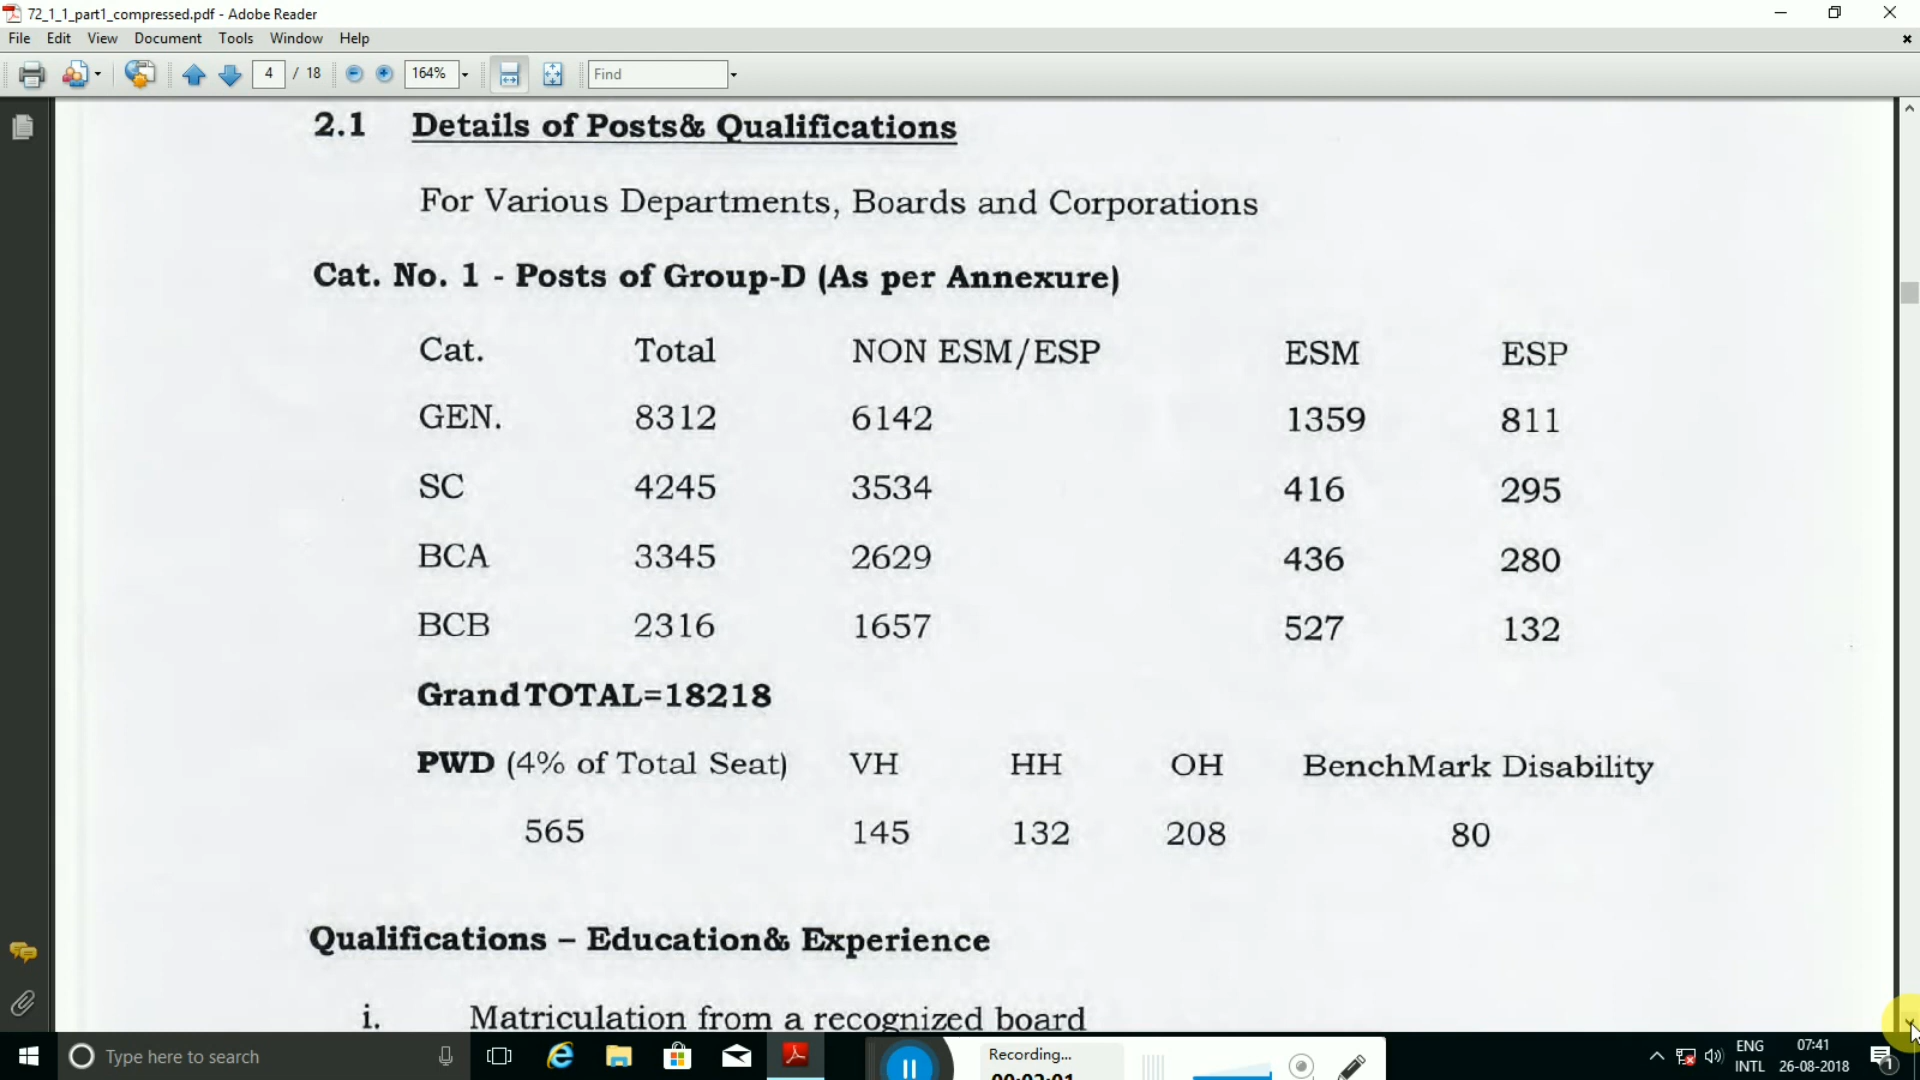 72_1_1_part1_compressed.pdf - Adobe Reader
File Edit View Document Tools Window Help
4 / 18 164% Find
2.1 Details of Posts& Qualifications
For Various Departments, Boards and Corporations
Cat. No. 1 - Posts of Group-D (As per Annexure)
Cat. Total NON ESM/ESP ESM ESP
GEN. 8312 6142 1359 811
SC 4245 3534 416 295
BCA 3345 2629 436 280
BCB 2316 1657 527 132
Grand TOTAL=18218
PWD (4% of Total Seat) VH HH OH BenchMark Disability
565 145 132 208 80
Qualifications – Education& Experience
i. Matriculation from a recognized board
Type here to search
Recording...
00:02:01
ENG
INTL
07:41
26-08-2018
1